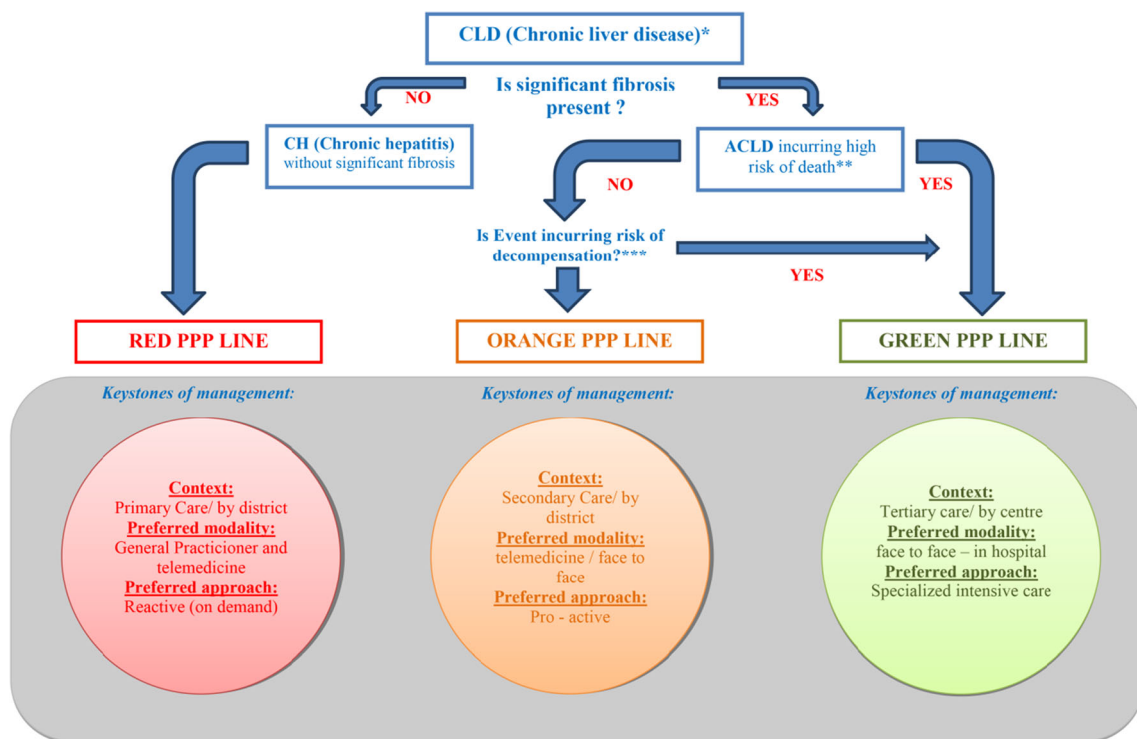 CLD (Chronic liver disease)*
Is significant fibrosis
present ?
NO
YES
CH (Chronic hepatitis)
without significant fibrosis
ACLD incurring high
risk of death**
NO
YES
Is Event incurring risk of
decompensation?***
YES
RED PPP LINE
ORANGE PPP LINE
GREEN PPP LINE
Keystones of management:
Keystones of management:
Keystones of management:
Context:
Primary Care/ by district
Preferred modality:
General Practicioner and
telemedicine
Preferred approach:
Reactive (on demand)
Context:
Secondary Care/ by
district
Preferred modality:
telemedicine / face to
face
Preferred approach:
Pro - active
Context:
Tertiary care/ by centre
Preferred modality:
face to face – in hospital
Preferred approach:
Specialized intensive care